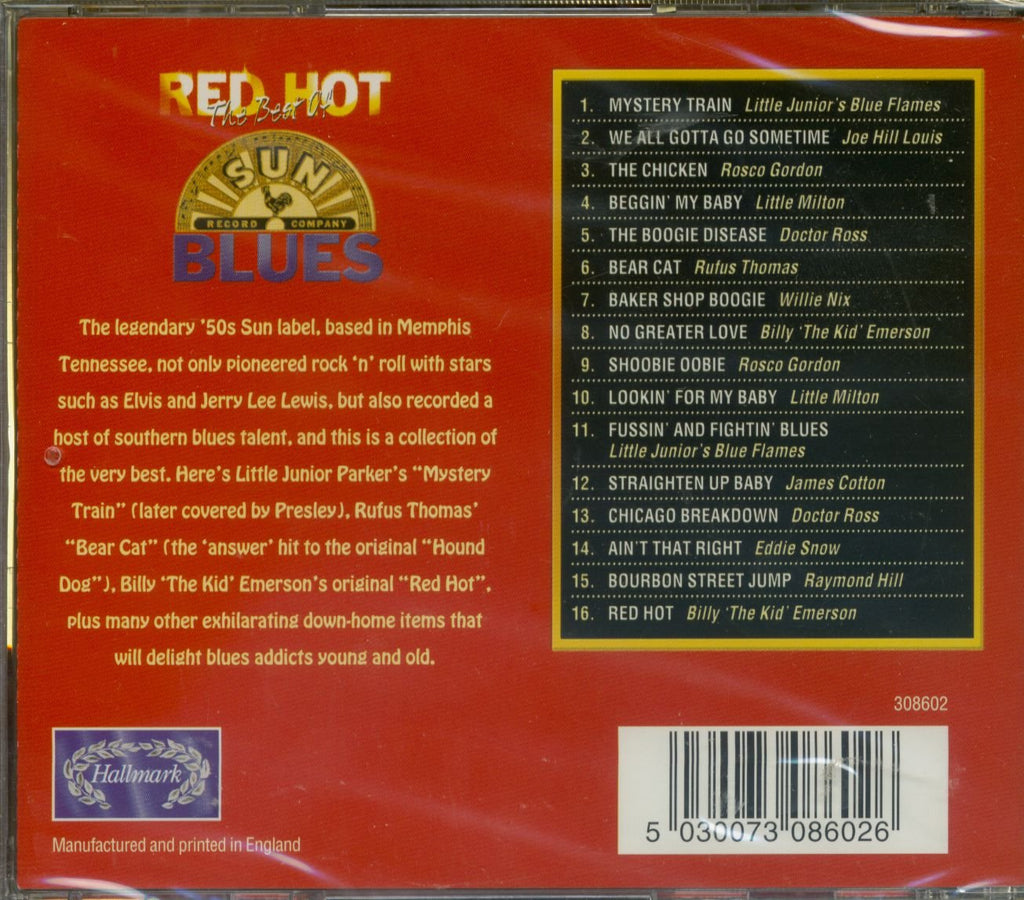 RED HOT
The Best Of
SUN
RECORD COMPANY
BLUES
The legendary '50s Sun label, based in Memphis
Tennessee, not only pioneered rock 'n' roll with stars
such as Elvis and Jerry Lee Lewis, but also recorded a
host of southern blues talent, and this is a collection of
the very best. Here's Little Junior Parker's "Mystery
Train" (later covered by Presley), Rufus Thomas'
"Bear Cat" (the 'answer' hit to the original "Hound
Dog"), Billy 'The Kid' Emerson's original "Red Hot",
plus many other exhilarating down-home items that
will delight blues addicts young and old.
Hallmark
Manufactured and printed in England
1. MYSTERY TRAIN Little Junior's Blue Flames
2. WE ALL GOTTA GO SOMETIME Joe Hill Louis
3. THE CHICKEN Rosco Gordon
4. BEGGIN' MY BABY Little Milton
5. THE BOOGIE DISEASE Doctor Ross
6. BEAR CAT Rufus Thomas
7. BAKER SHOP BOOGIE Willie Nix
8. NO GREATER LOVE Billy 'The Kid' Emerson
9. SHOOBIE OOBIE Rosco Gordon
10. LOOKIN' FOR MY BABY Little Milton
11. FUSSIN' AND FIGHTIN' BLUES
Little Junior's Blue Flames
12. STRAIGHTEN UP BABY James Cotton
13. CHICAGO BREAKDOWN Doctor Ross
14. AIN'T THAT RIGHT Eddie Snow
15. BOURBON STREET JUMP Raymond Hill
16. RED HOT Billy 'The Kid' Emerson
308602
5 030073 086026